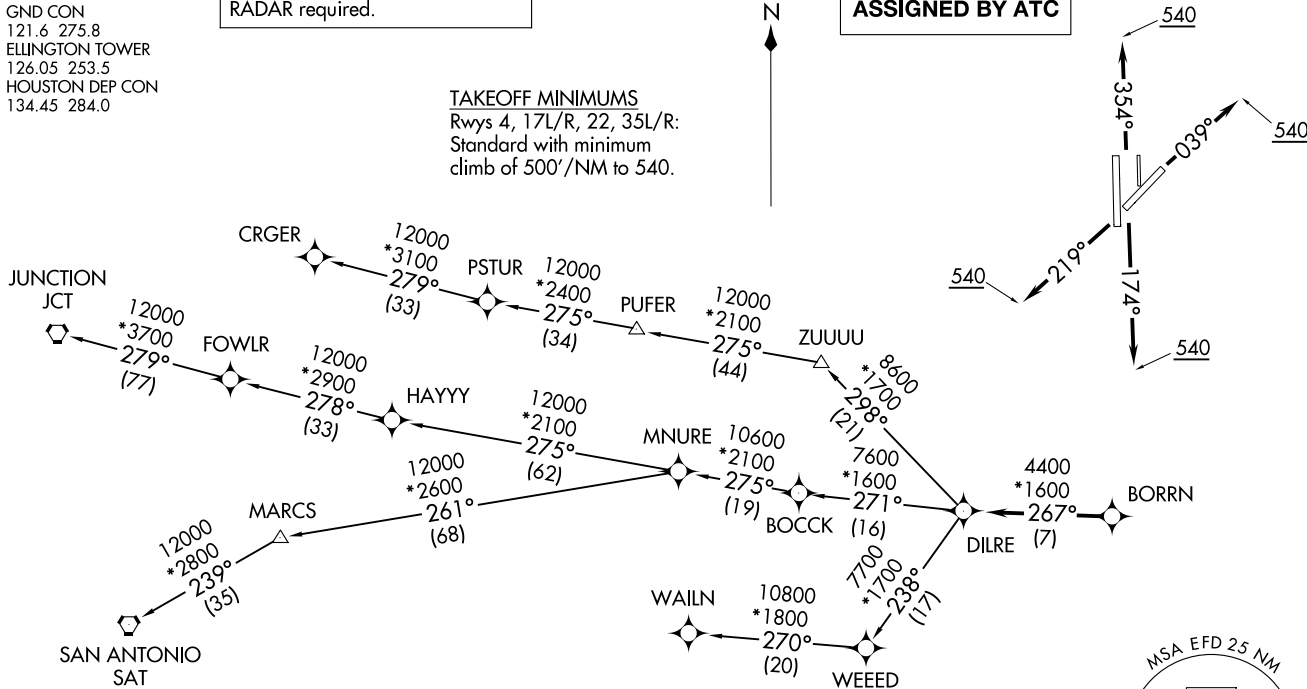 GND CON
121.6 275.8
ELLINGTON TOWER
126.05 253.5
HOUSTON DEP CON
134.45 284.0
RADAR required.
N
ASSIGNED BY ATC
TAKEOFF MINIMUMS
Rwys 4, 17L/R, 22, 35L/R:
Standard with minimum
climb of 500'/NM to 540.
540
354°
039°
540
219°
540
174°
540
CRGER
12000
*3100
279°
(33)
PSTUR
12000
*2400
275°
(34)
PUFER
12000
*2100
275°
(44)
ZUUUU
8600
*1700
298°
(21)
JUNCTION
JCT
12000
*3700
279°
(77)
FOWLR
12000
*2900
278°
(33)
HAYYY
12000
*2100
275°
(62)
MNURE
10600
*2100
275°
(19)
BOCCK
7600
*1600
271°
(16)
DILRE
4400
*1600
267°
(7)
BORRN
12000
*2600
261°
(68)
MARCS
12000
*2800
239°
(35)
SAN ANTONIO
SAT
7700
*1700
238°
(17)
WAILN
10800
*1800
270°
(20)
WEEED
MSA EFD 25 NM